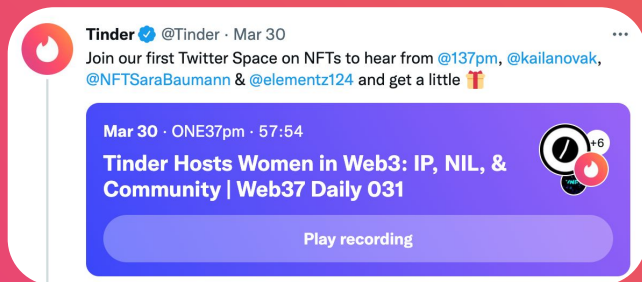 Tinder @Tinder · Mar 30
Join our first Twitter Space on NFTs to hear from @137pm, @kailanovak,
@NFTSaraBaumann & @elementz124 and get a little 🎁
Mar 30 · ONE37pm · 57:54
+6
Tinder Hosts Women in Web3: IP, NIL, &
Community | Web37 Daily 031
Play recording